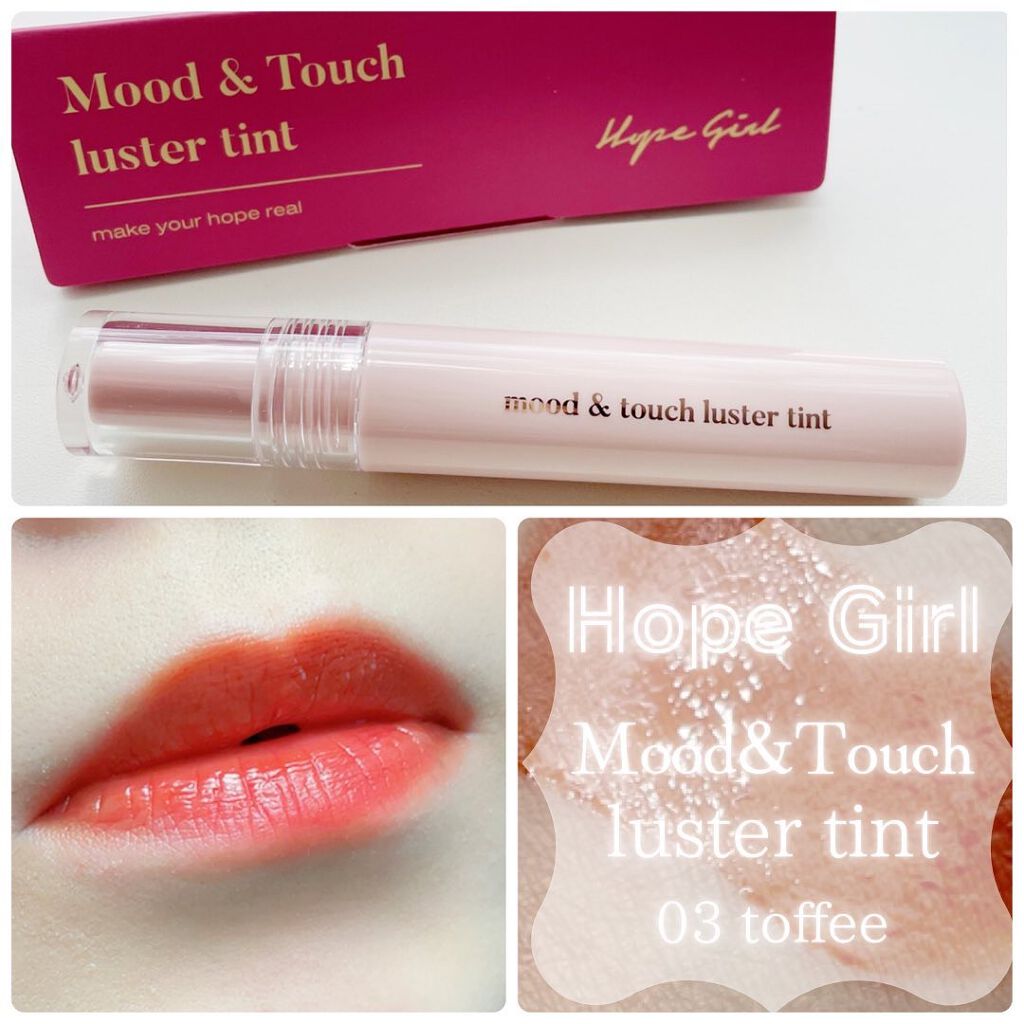 Mood & Touch
luster tint
make your hope real
Hope Girl
mood & touch luster tint
Hope Girl
Mood&Touch
luster tint
03 toffee